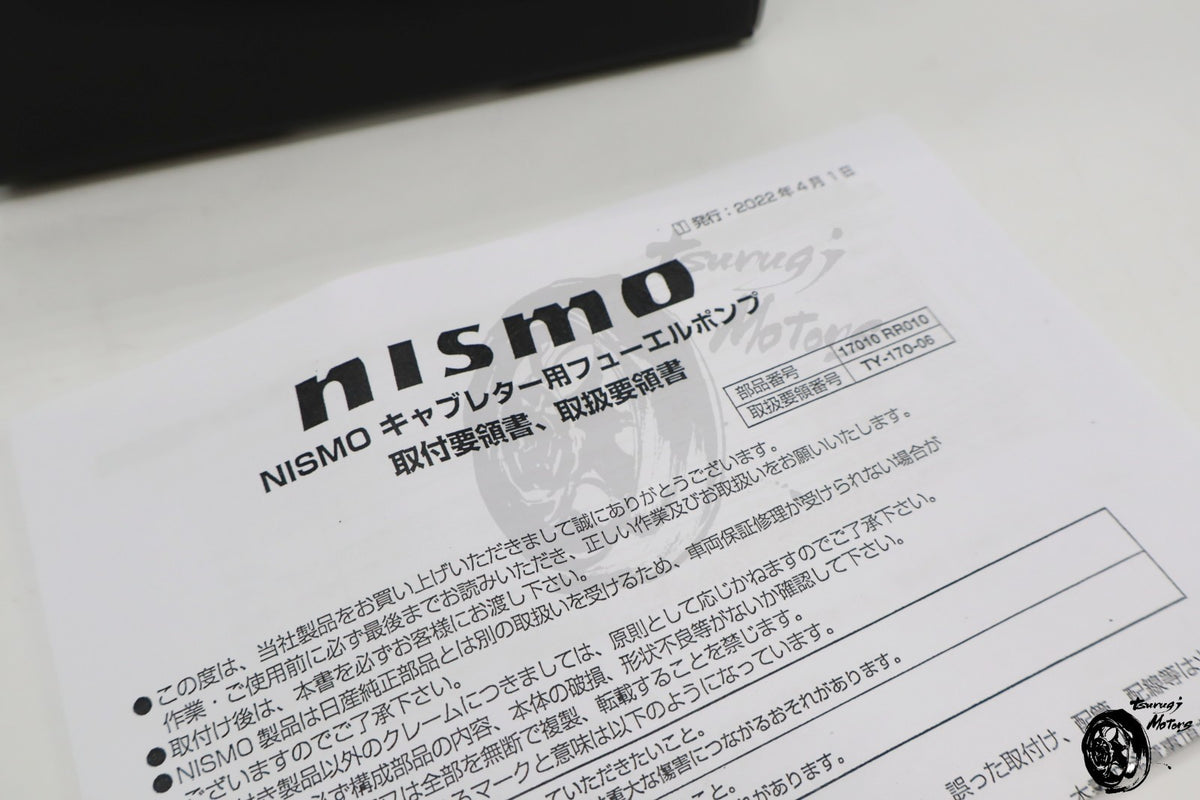 ① 発行：2022年4月1日
nismo
NISMO キャブレター用フューエルポンプ
取付要領書、取扱要領書
部品番号 17010 RR010
取扱要領番号 TY-170-06
●この度は、当社製品をお買い上げいただきまして誠にありがとうございます。
作業・ご使用前に必ず最後までお読みいただき、正しい作業及びお取扱いをお願いいたします。
●取付け後は、本書を必ずお客様にお渡し下さい。
●NISMO 製品は日産純正部品とは別の取扱いを受けるため、車両保証修理が受けられない場合が
ございますのでご了承下さい。
付き製品以外のクレームにつきましては、原則として応じかねますのでご了承下さい。
必ず構成部品の内容、本体の破損、形状不良等がないか確認して下さい。
又は全部を無断で複製、転載することを禁じます。
るマークと意味は以下のようになっています。
ていただきたいこと。
重大な傷害につながるおそれがあります。
こと。
があります。
誤った取付け、配管、配線等は
Tsurugi
Motors
Tsurugi
Motors